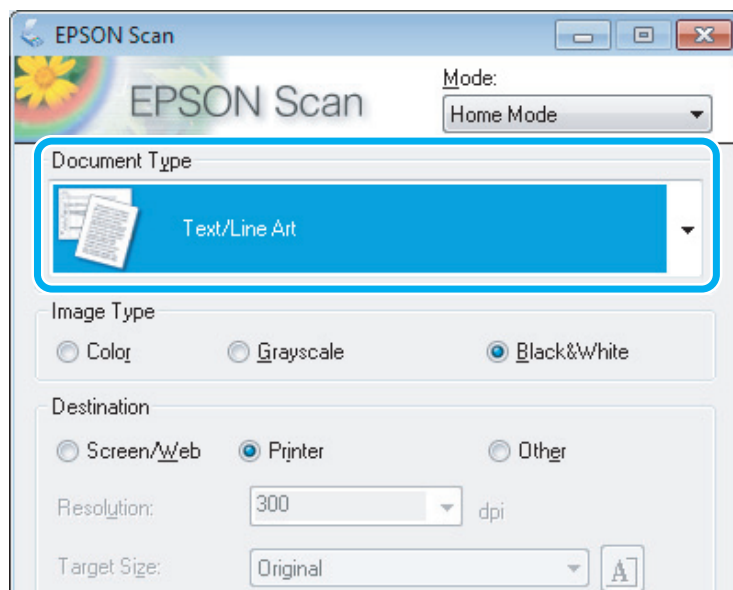 EPSON Scan
EPSON Scan
Mode:
Home Mode
Document Type
Text/Line Art
Image Type
Color
Grayscale
Black&White
Destination
Screen/Web
Printer
Other
Resolution:
300
dpi
Target Size:
Original
A